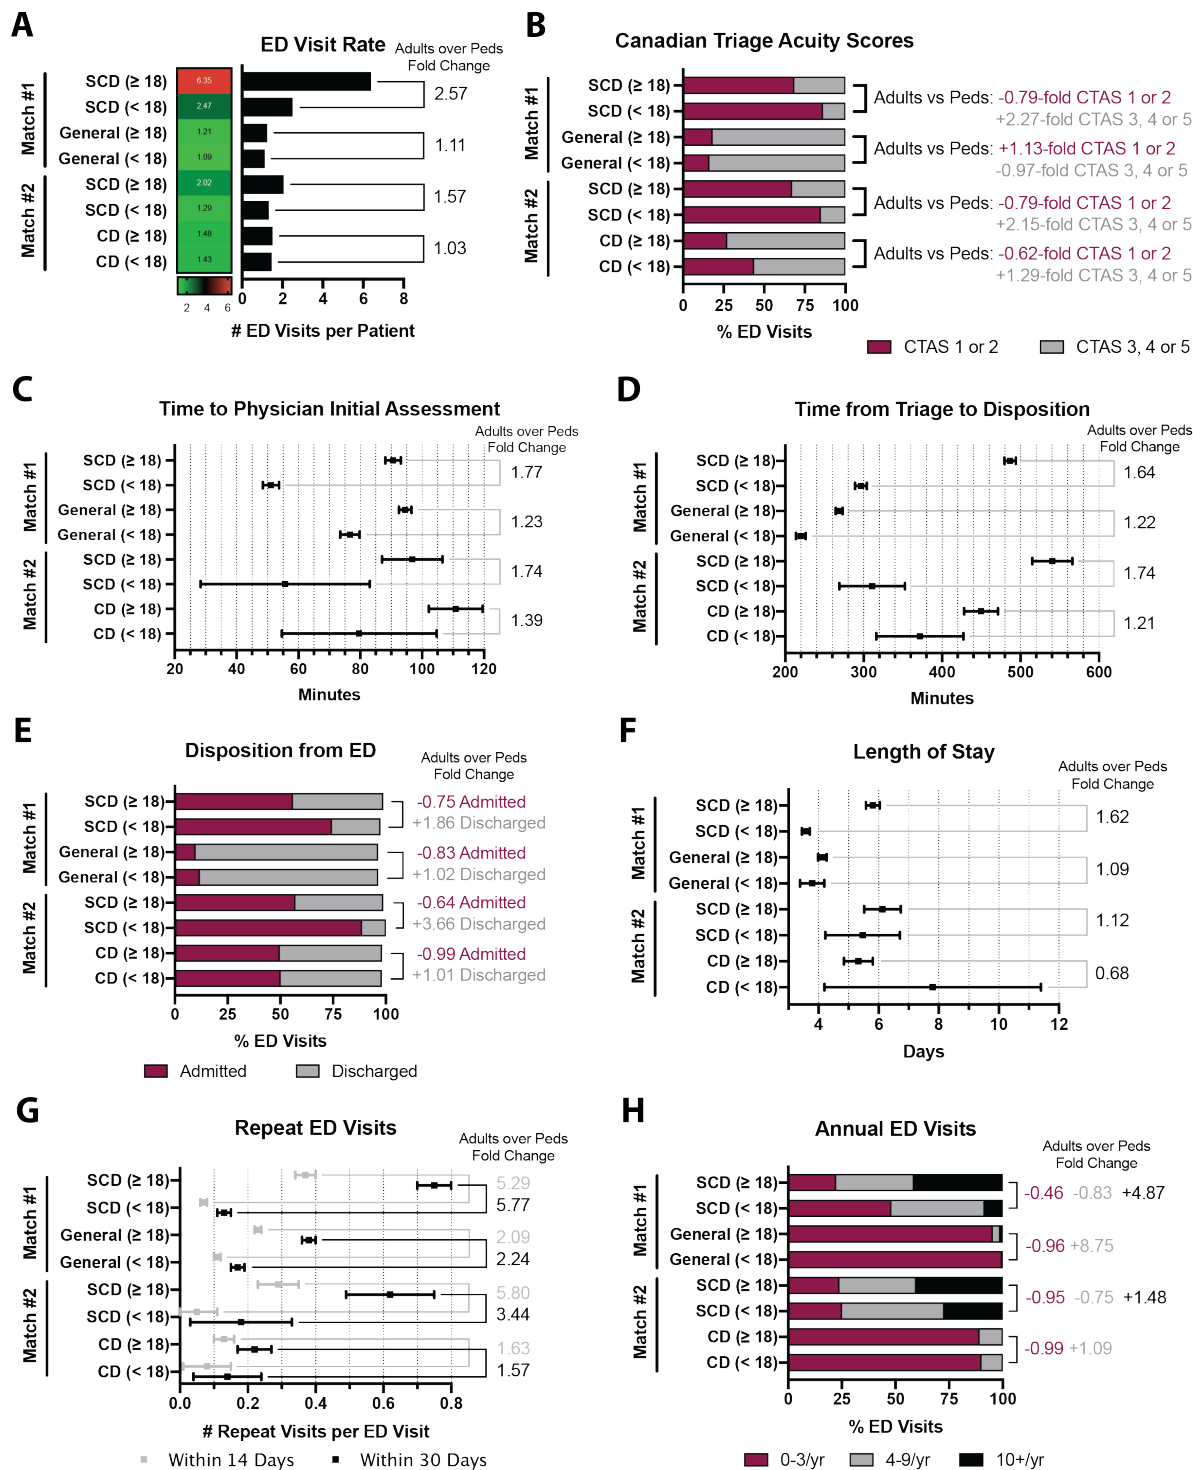 A
ED Visit Rate
Adults over Peds
Fold Change
Match #1
Match #2
SCD (≥ 18)
SCD (< 18)
General (≥ 18)
General (< 18)
SCD (≥ 18)
SCD (< 18)
CD (≥ 18)
CD (< 18)
6.35
2.47
1.21
1.09
2.02
1.29
1.48
1.43
2.57
1.11
1.57
1.03
2 4 6
0 2 4 6 8
# ED Visits per Patient
B
Canadian Triage Acuity Scores
Match #1
Match #2
SCD (≥ 18)
SCD (< 18)
General (≥ 18)
General (< 18)
SCD (≥ 18)
SCD (< 18)
CD (≥ 18)
CD (< 18)
Adults vs Peds: -0.79-fold CTAS 1 or 2
+2.27-fold CTAS 3, 4 or 5
Adults vs Peds: +1.13-fold CTAS 1 or 2
-0.97-fold CTAS 3, 4 or 5
Adults vs Peds: -0.79-fold CTAS 1 or 2
+2.15-fold CTAS 3, 4 or 5
Adults vs Peds: -0.62-fold CTAS 1 or 2
+1.29-fold CTAS 3, 4 or 5
0 25 50 75 100
% ED Visits
CTAS 1 or 2 CTAS 3, 4 or 5
C
Time to Physician Initial Assessment
Adults over Peds
Fold Change
Match #1
Match #2
SCD (≥ 18)
SCD (< 18)
General (≥ 18)
General (< 18)
SCD (≥ 18)
SCD (< 18)
CD (≥ 18)
CD (< 18)
1.77
1.23
1.74
1.39
20 40 60 80 100 120
Minutes
D
Time from Triage to Disposition
Adults over Peds
Fold Change
Match #1
Match #2
SCD (≥ 18)
SCD (< 18)
General (≥ 18)
General (< 18)
SCD (≥ 18)
SCD (< 18)
CD (≥ 18)
CD (< 18)
1.64
1.22
1.74
1.21
200 300 400 500 600
Minutes
E
Disposition from ED
Adults over Peds
Fold Change
Match #1
Match #2
SCD (≥ 18)
SCD (< 18)
General (≥ 18)
General (< 18)
SCD (≥ 18)
SCD (< 18)
CD (≥ 18)
CD (< 18)
-0.75 Admitted
+1.86 Discharged
-0.83 Admitted
+1.02 Discharged
-0.64 Admitted
+3.66 Discharged
-0.99 Admitted
+1.01 Discharged
0 25 50 75 100
% ED Visits
Admitted Discharged
F
Length of Stay
Adults over Peds
Fold Change
Match #1
Match #2
SCD (≥ 18)
SCD (< 18)
General (≥ 18)
General (< 18)
SCD (≥ 18)
SCD (< 18)
CD (≥ 18)
CD (< 18)
1.62
1.09
1.12
0.68
4 6 8 10 12
Days
G
Repeat ED Visits
Adults over Peds
Fold Change
Match #1
Match #2
SCD (≥ 18)
SCD (< 18)
General (≥ 18)
General (< 18)
SCD (≥ 18)
SCD (< 18)
CD (≥ 18)
CD (< 18)
5.29
5.77
2.09
2.24
5.80
3.44
1.63
1.57
0.0 0.2 0.4 0.6 0.8
# Repeat Visits per ED Visit
Within 14 Days Within 30 Days
H
Annual ED Visits
Adults over Peds
Fold Change
Match #1
Match #2
SCD (≥ 18)
SCD (< 18)
General (≥ 18)
General (< 18)
SCD (≥ 18)
SCD (< 18)
CD (≥ 18)
CD (< 18)
-0.46 -0.83 +4.87
-0.96 +8.75
-0.95 -0.75 +1.48
-0.99 +1.09
0 25 50 75 100
% ED Visits
0-3/yr 4-9/yr 10+/yr